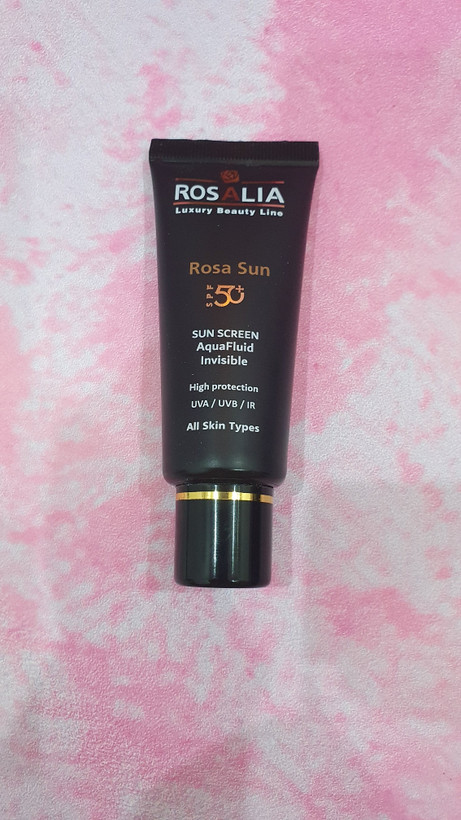 ROSALIA
Luxury Beauty Line
Rosa Sun
SPF 50+
SUN SCREEN
AquaFluid
Invisible
High protection
UVA / UVB / IR
All Skin Types